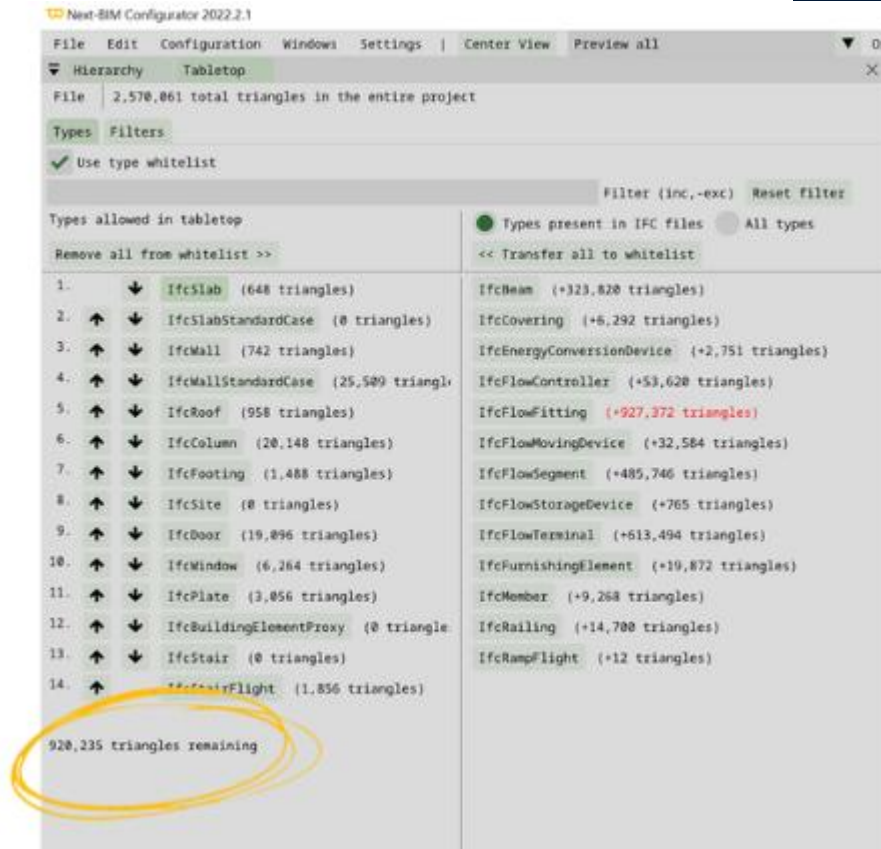 Next-BIM Configurator 2022.2.1
File Edit Configuration Windows Settings | Center View Preview all
Hierarchy Tabletop
File 2,570,061 total triangles in the entire project
Types Filters
Use type whitelist
Filter (inc,-exc) Reset filter
Types allowed in tabletop
Remove all from whitelist >>
1. IfcSlab (648 triangles)
2. IfcSlabStandardCase (0 triangles)
3. IfcWall (742 triangles)
4. IfcWallStandardCase (25,509 triangl
5. IfcRoof (958 triangles)
6. IfcColumn (20,148 triangles)
7. IfcFooting (1,488 triangles)
8. IfcSite (0 triangles)
9. IfcDoor (19,096 triangles)
10. IfcWindow (6,264 triangles)
11. IfcPlate (3,056 triangles)
12. IfcBuildingElementProxy (0 triangle
13. IfcStair (0 triangles)
14. IfcStairFlight (1,856 triangles)
920,235 triangles remaining
Types present in IFC files All types
<< Transfer all to whitelist
IfcBeam (+323,820 triangles)
IfcCovering (+6,292 triangles)
IfcEnergyConversionDevice (+2,751 triangles)
IfcFlowController (+53,620 triangles)
IfcFlowFitting (+927,372 triangles)
IfcFlowMovingDevice (+32,584 triangles)
IfcFlowSegment (+485,746 triangles)
IfcFlowStorageDevice (+765 triangles)
IfcFlowTerminal (+613,494 triangles)
IfcFurnishingElement (+19,872 triangles)
IfcMember (+9,268 triangles)
IfcRailing (+14,700 triangles)
IfcRampFlight (+12 triangles)